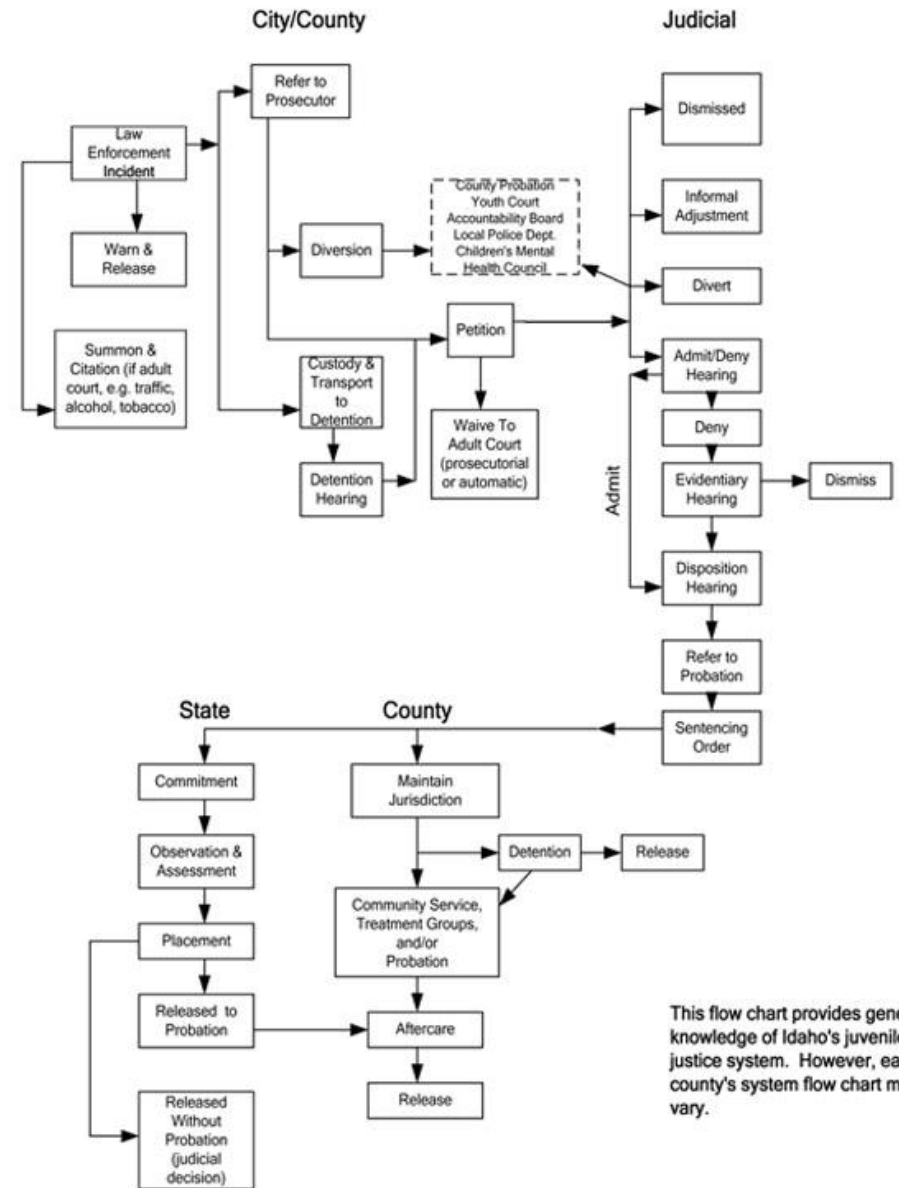 City/County
Judicial
Refer to
Prosecutor
Dismissed
Law
Enforcement
Incident
County Probation
Youth Court
Accountability Board
Local Police Dept.
Children's Mental
Health Council
Informal
Adjustment
Warn &
Release
Diversion
Divert
Petition
Summon &
Citation (if adult
court, e.g. traffic,
alcohol, tobacco)
Custody &
Transport
to
Detention
Admit/Deny
Hearing
Waive To
Adult Court
(prosecutorial
or automatic)
Deny
Detention
Hearing
Admit
Evidentiary
Hearing
Dismiss
Disposition
Hearing
Refer to
Probation
State
County
Sentencing
Order
Commitment
Maintain
Jurisdiction
Observation &
Assessment
Detention
Release
Community Service,
Treatment Groups,
and/or
Probation
Placement
Released to
Probation
Aftercare
Release
Released
Without
Probation
(judicial
decision)
This flow chart provides gene
knowledge of Idaho's juvenile
justice system. However, ea
county's system flow chart m
vary.